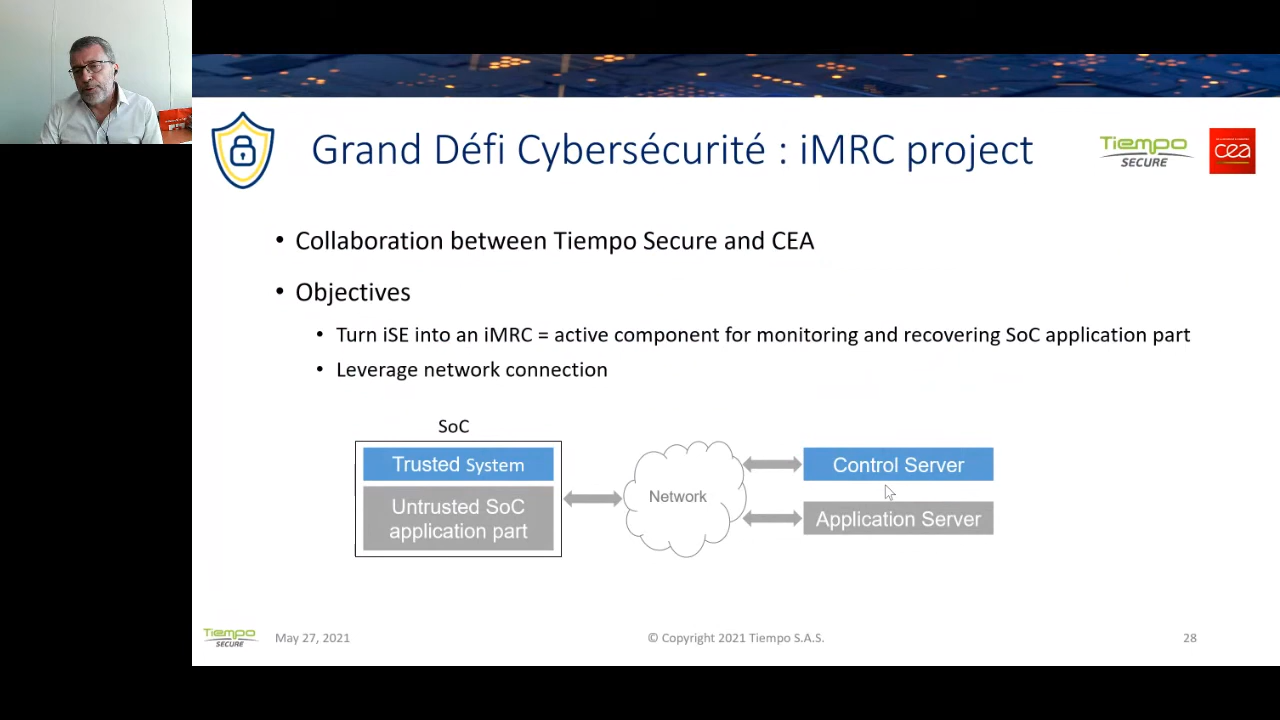 Grand Défi Cybersécurité : iMRC project
Tiempo
SECURE
cea
• Collaboration between Tiempo Secure and CEA
• Objectives
• Turn iSE into an iMRC = active component for monitoring and recovering SoC application part
• Leverage network connection
SoC
Trusted System
Untrusted SoC
application part
Network
Control Server
Application Server
Tiempo
SECURE
May 27, 2021
© Copyright 2021 Tiempo S.A.S.
28